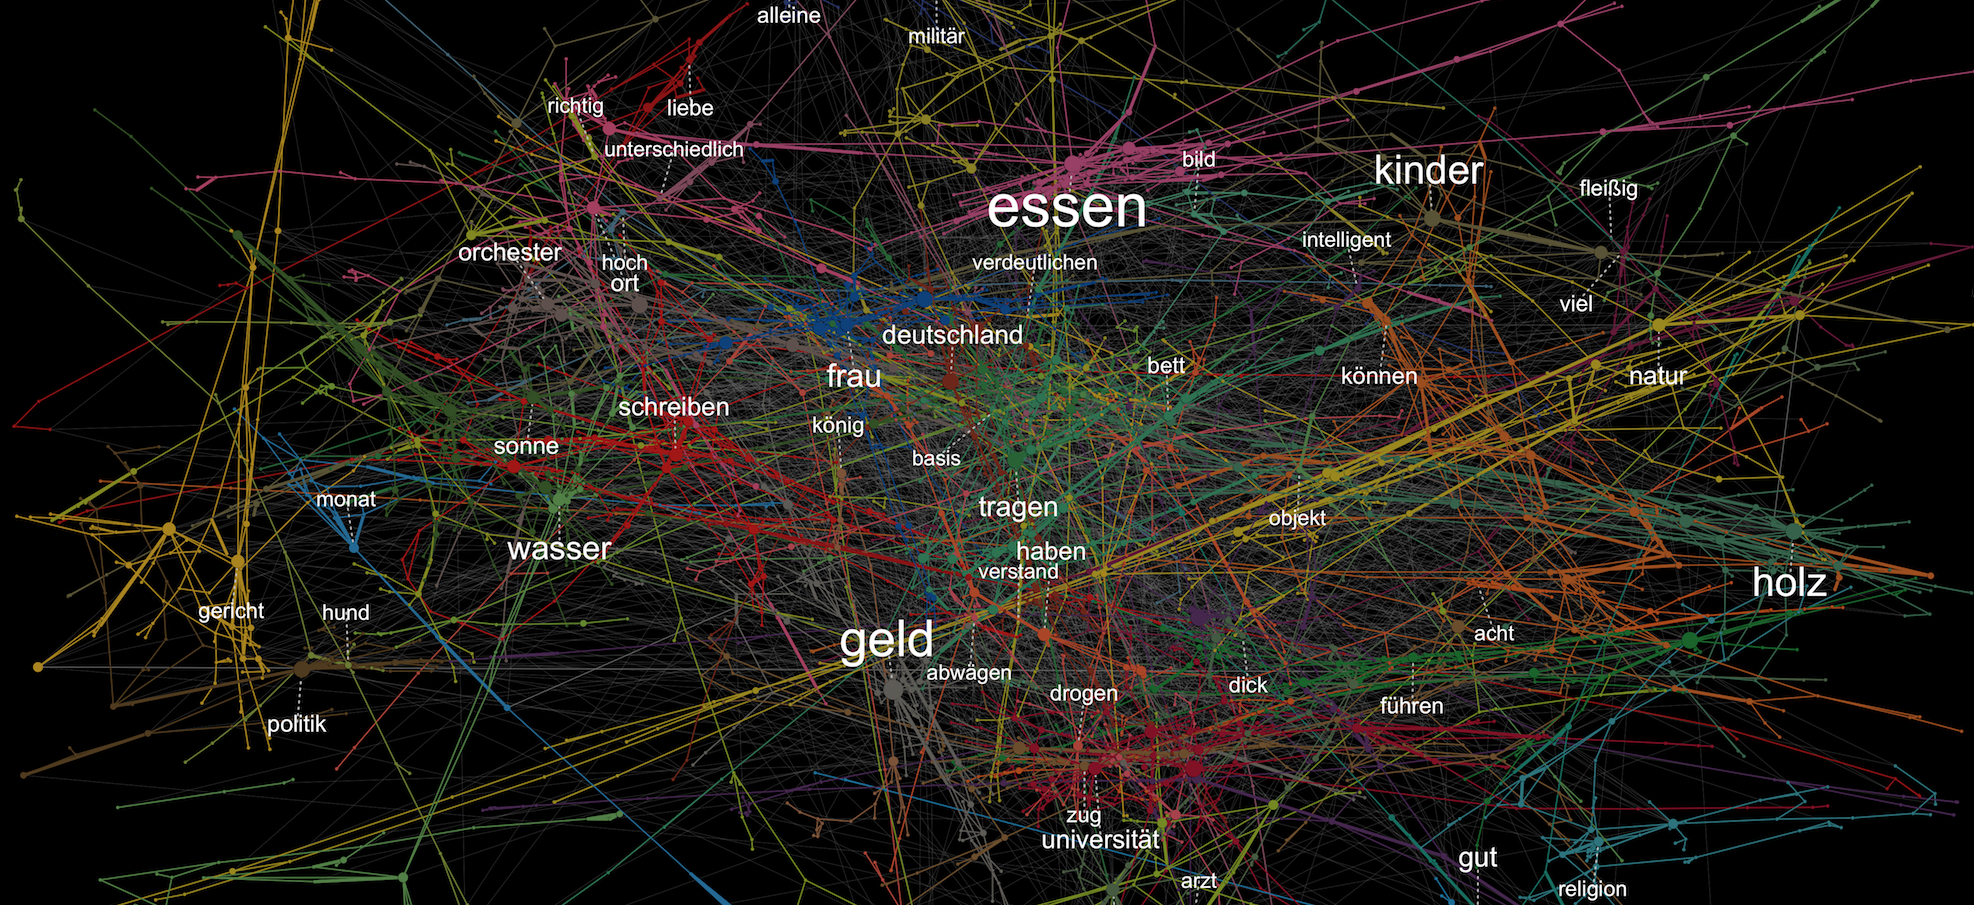 alleine
militär
richtig
liebe
unterschiedlich
bild
kinder
fleißig
essen
intelligent
orchester
hoch
verdeutlichen
ort
viel
deutschland
bett
frau
können
natur
schreiben
könig
sonne
basis
monat
tragen
objekt
wasser
haben
verstand
holz
gericht
hund
geld
acht
abwägen
dick
drogen
führen
politik
zug
universität
gut
arzt
religion